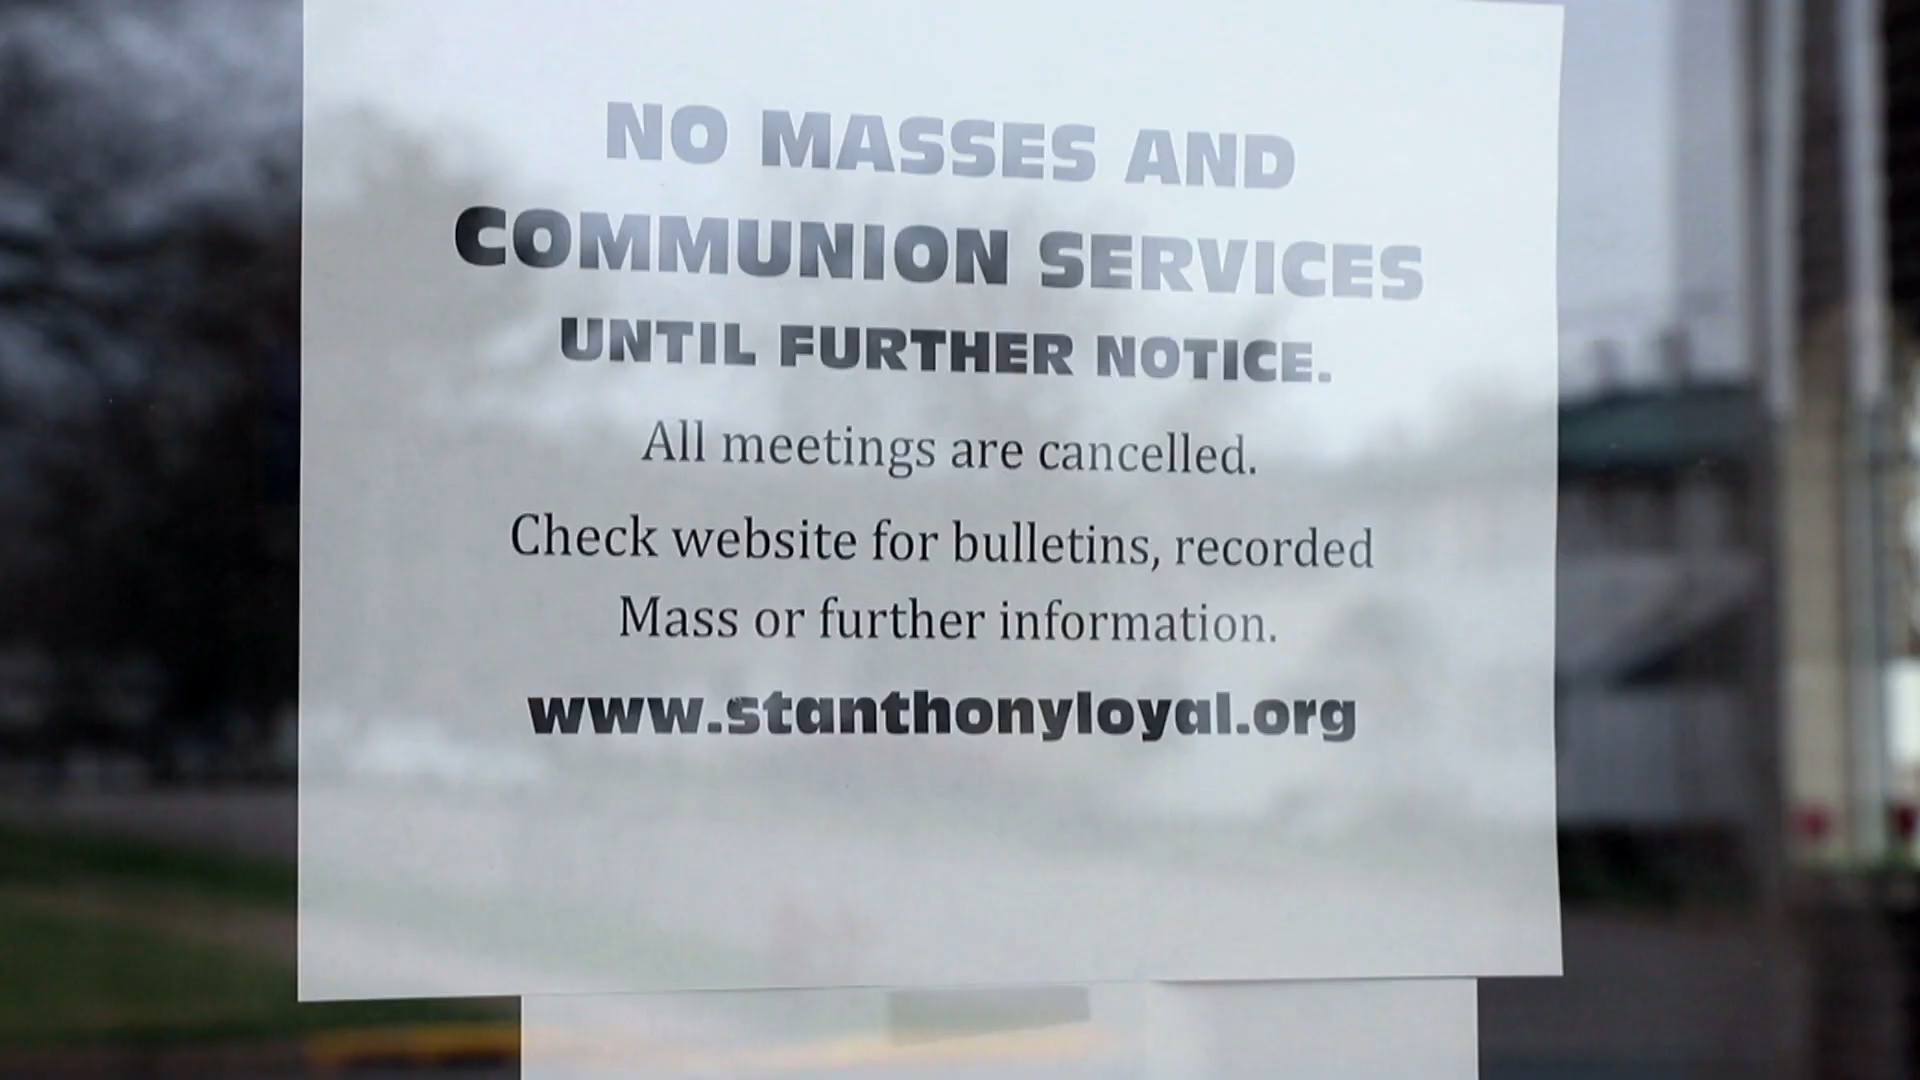 NO MASSES AND
COMMUNION SERVICES
UNTIL FURTHER NOTICE.
All meetings are cancelled.
Check website for bulletins, recorded
Mass or further information.
www.stanthonyloyal.org